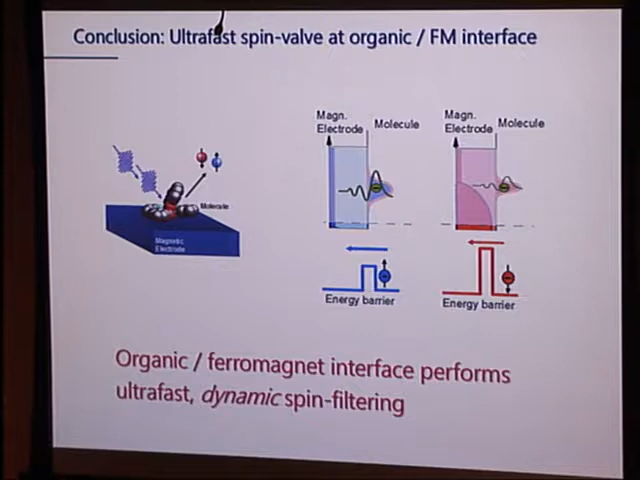 Conclusion: Ultrafast spin-valve at organic / FM interface
Magn.
Electrode
Molecule
Magn.
Electrode
Molecule
Molecule
Magnetic
Electrode
Energy barrier
Energy barrier
Organic / ferromagnet interface performs
ultrafast, dynamic spin-filtering